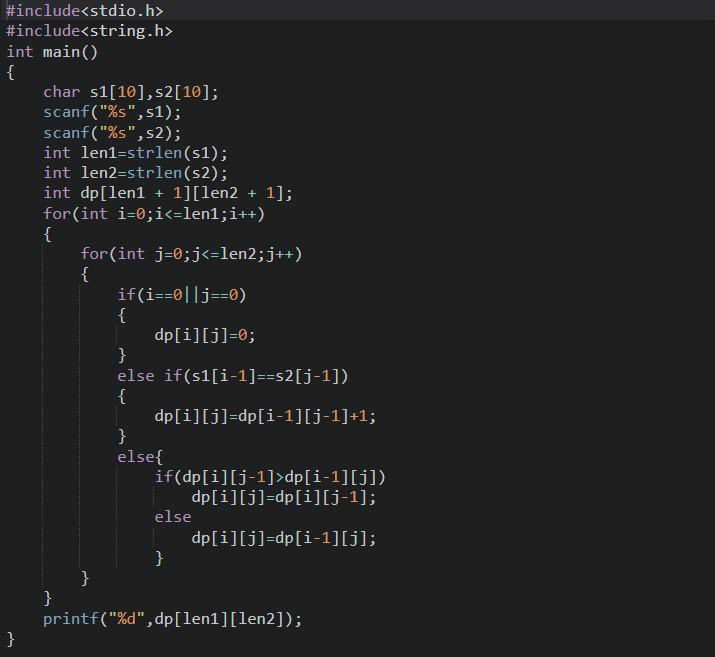 #include<stdio.h>
#include<string.h>
int main()
{
    char s1[10],s2[10];
    scanf("%s",s1);
    scanf("%s",s2);
    int len1=strlen(s1);
    int len2=strlen(s2);
    int dp[len1 + 1][len2 + 1];
    for(int i=0;i<=len1;i++)
    {
        for(int j=0;j<=len2;j++)
        {
            if(i==0||j==0)
            {
                dp[i][j]=0;
            }
            else if(s1[i-1]==s2[j-1])
            {
                dp[i][j]=dp[i-1][j-1]+1;
            }
            else{
                if(dp[i][j-1]>dp[i-1][j])
                    dp[i][j]=dp[i][j-1];
                else
                    dp[i][j]=dp[i-1][j];
                }
        }
    }
    printf("%d",dp[len1][len2]);
}